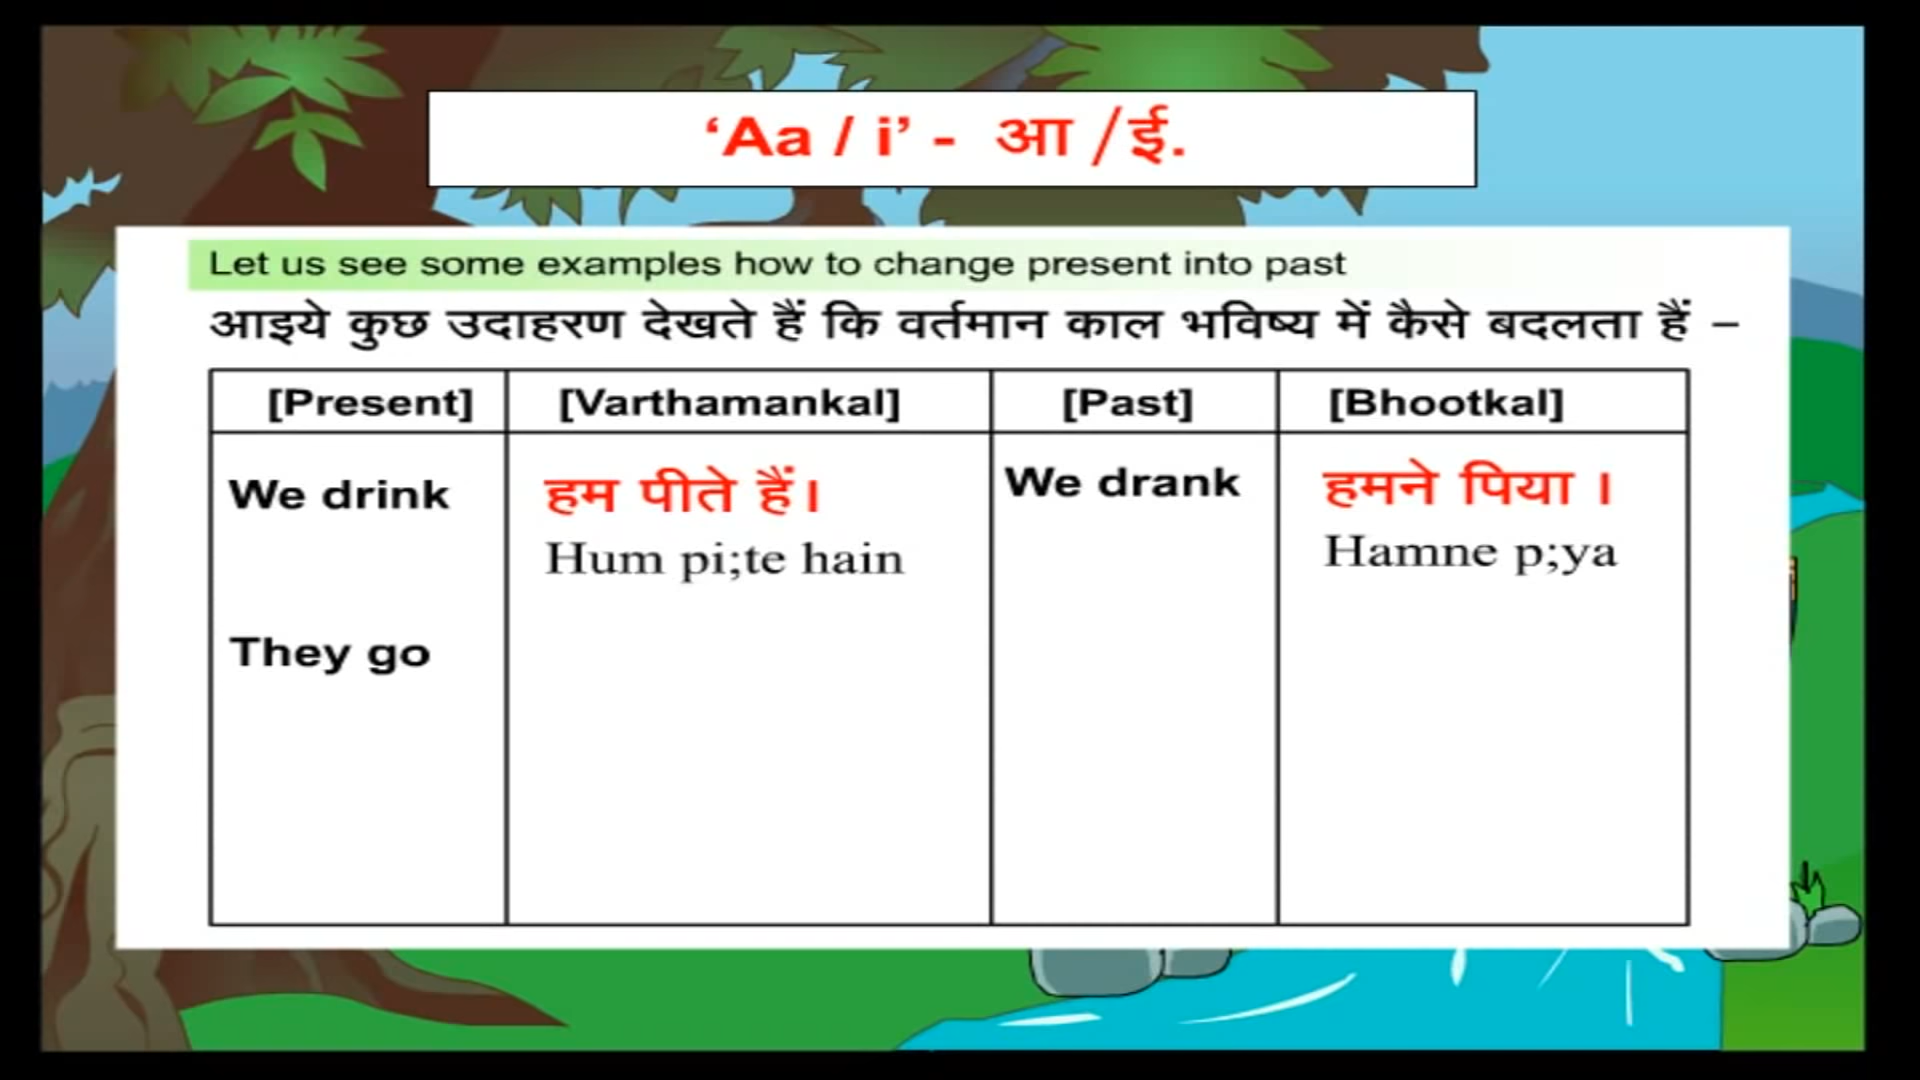 ‘Aa / i’ - आ /ई.
Let us see some examples how to change present into past
आइये कुछ उदाहरण देखते हैं कि वर्तमान काल भविष्य में कैसे बदलता हैं –
[Present] [Varthamankal] [Past] [Bhootkal]
We drink हम पीते हैं। We drank हमने पिया ।
Hum pi;te hain Hamne p;ya
They go